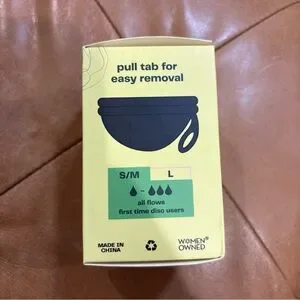 pull tab for
easy removal
S/M L
all flows
first time disc users
MADE IN
CHINA
WOMEN
OWNED